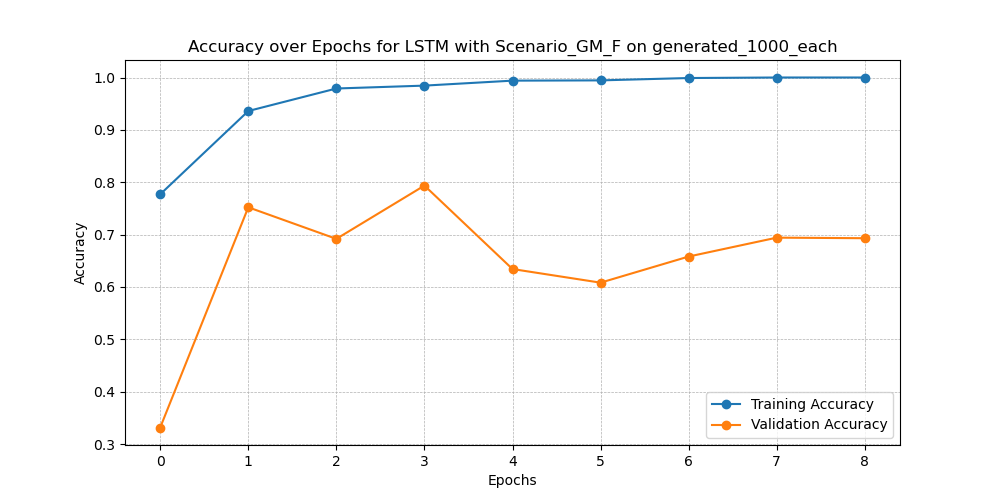 Accuracy over Epochs for LSTM with Scenario_GM_F on generated_1000_each
1.0
0.9
0.8
0.7
0.6
0.5
0.4
0.3
Accuracy
0 1 2 3 4 5 6 7 8
Epochs
Training Accuracy
Validation Accuracy